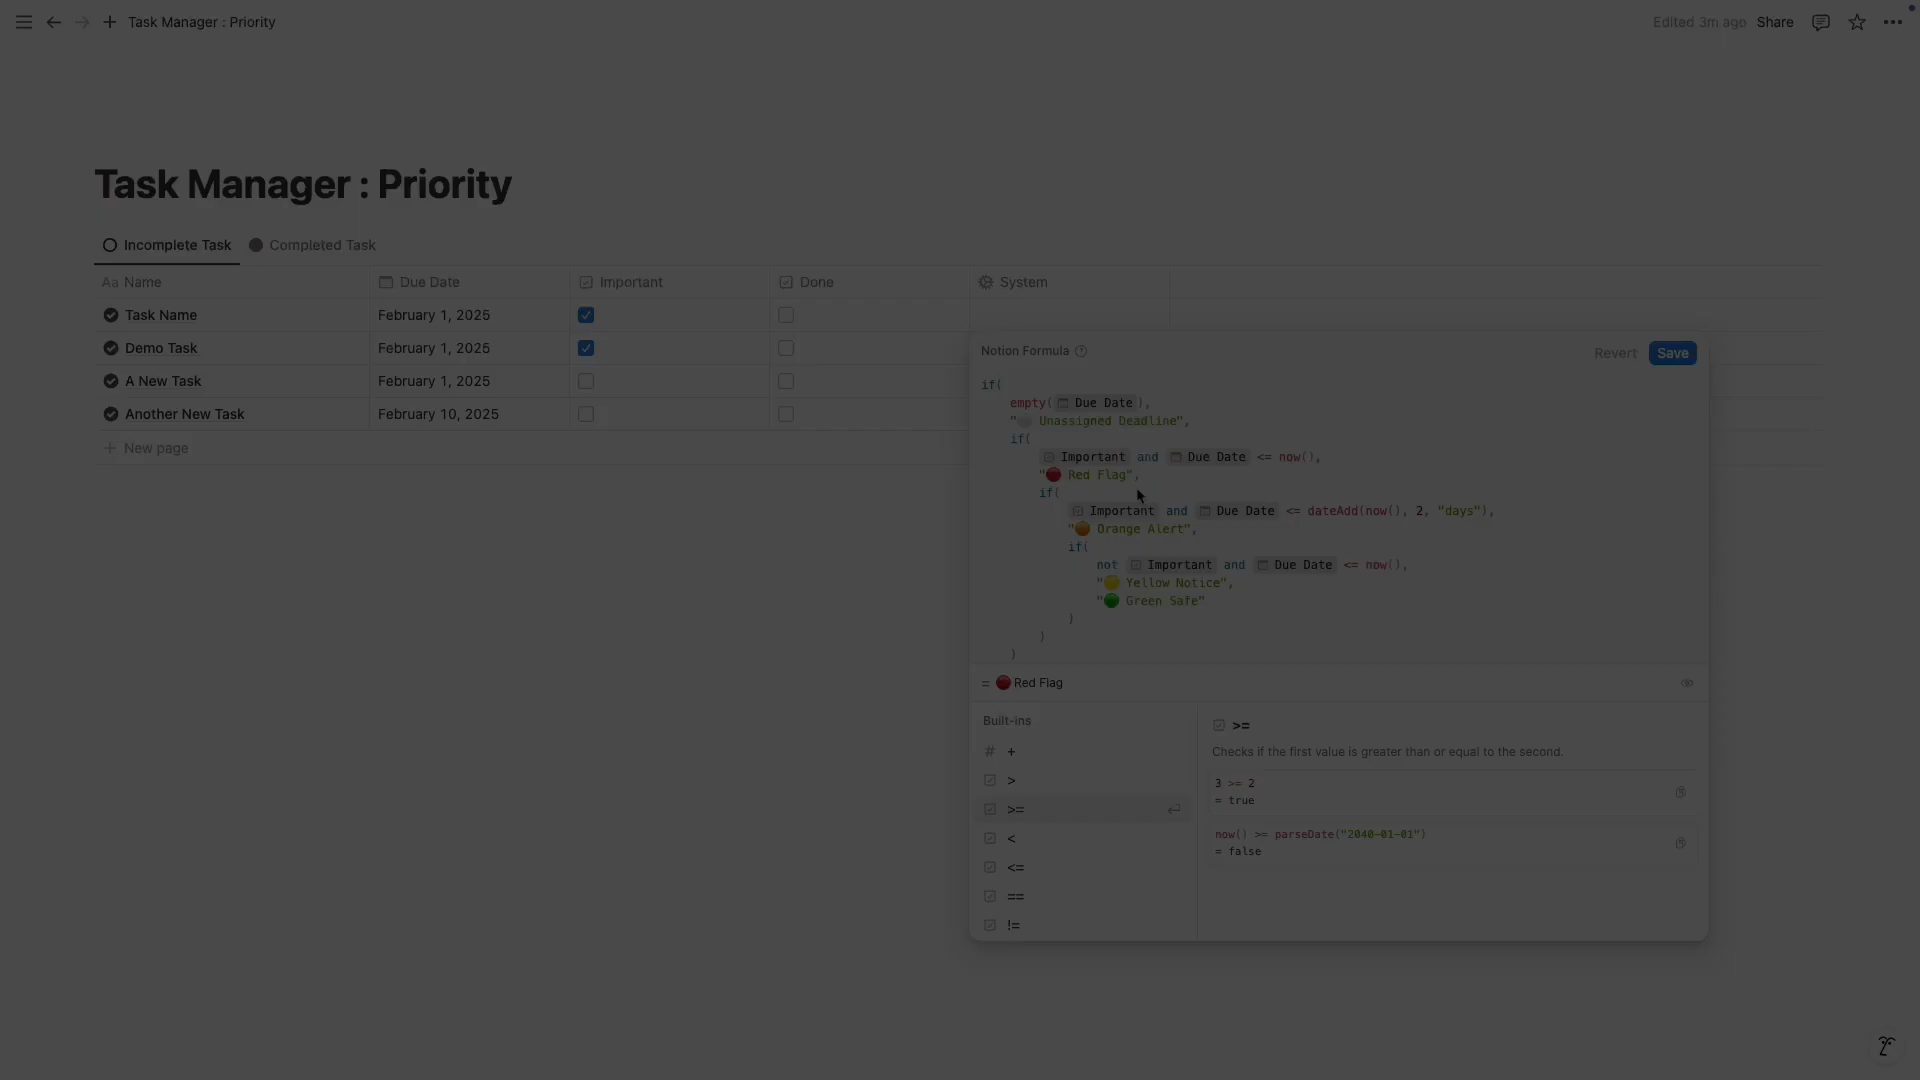 Task Manager : Priority
Edited 3m ago Share
Task Manager : Priority
Incomplete Task Completed Task
Aa Name Due Date Important Done System
Task Name February 1, 2025
Demo Task February 1, 2025
A New Task February 1, 2025
Another New Task February 10, 2025
+ New page
Notion Formula Revert Save
if(
empty( Due Date ),
" Unassigned Deadline",
if(
Important and Due Date <= now(),
"🔴 Red Flag",
if(
Important and Due Date <= dateAdd(now(), 2, "days"),
"🟠 Orange Alert",
if(
not Important and Due Date <= now(),
"🟡 Yellow Notice",
"🟢 Green Safe"
)
)
)
= 🔴 Red Flag
Built-ins
# +
>
>=
<
<=
==
!=
>=
Checks if the first value is greater than or equal to the second.
3 >= 2
= true
now() >= parseDate("2040-01-01")
= false